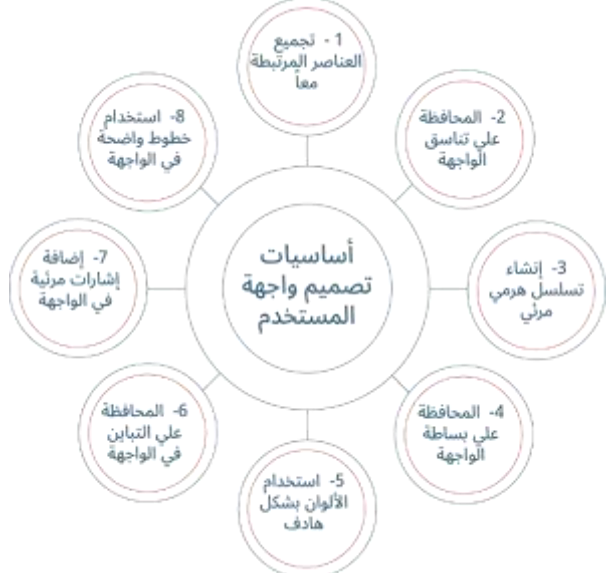 أساسيات
تصميم واجهة
المستخدم
1 - تجميع
العناصر المرتبطة
معاً
2- المحافظة
علي تناسق
الواجهة
3- إنشاء
تسلسل هرمي
مرئي
4- المحافظة
علي بساطة
الواجهة
5- استخدام
الألوان بشكل
هادف
6- المحافظة
علي التباين
في الواجهة
7- إضافة
إشارات مرئية
في الواجهة
8- استخدام
خطوط واضحة
في الواجهة